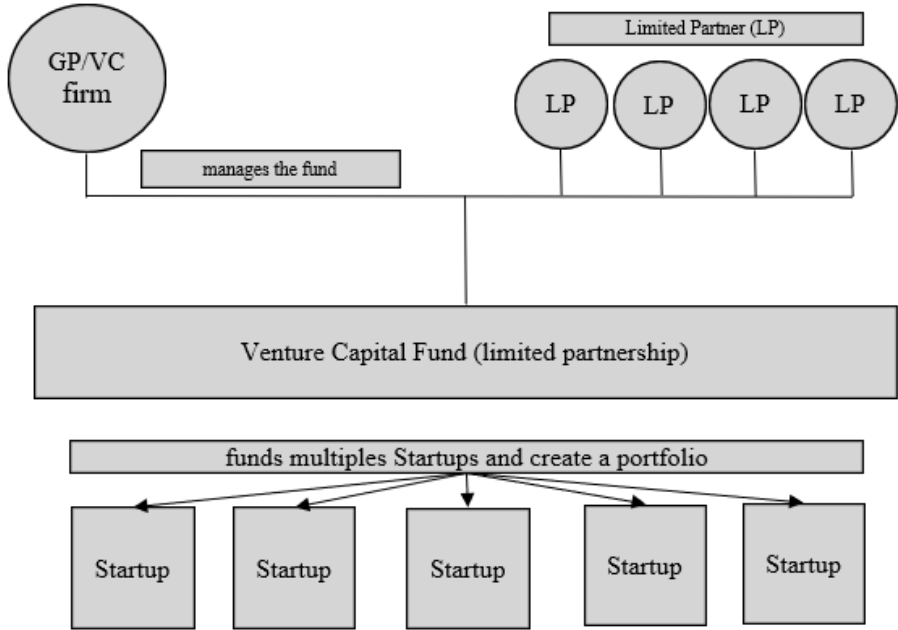 GP/VC
firm
Limited Partner (LP)
LP
LP
LP
LP
manages the fund
Venture Capital Fund (limited partnership)
funds multiples Startups and create a portfolio
Startup
Startup
Startup
Startup
Startup